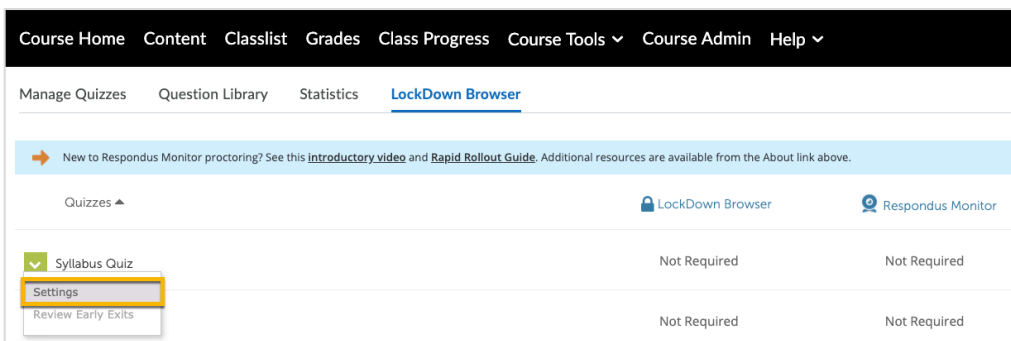 Course Home Content Classlist Grades Class Progress Course Tools Course Admin Help
Manage Quizzes Question Library Statistics LockDown Browser
New to Respondus Monitor proctoring? See this introductory video and Rapid Rollout Guide. Additional resources are available from the About link above.
Quizzes LockDown Browser Respondus Monitor
Syllabus Quiz Not Required Not Required
Settings
Review Early Exits
Not Required Not Required